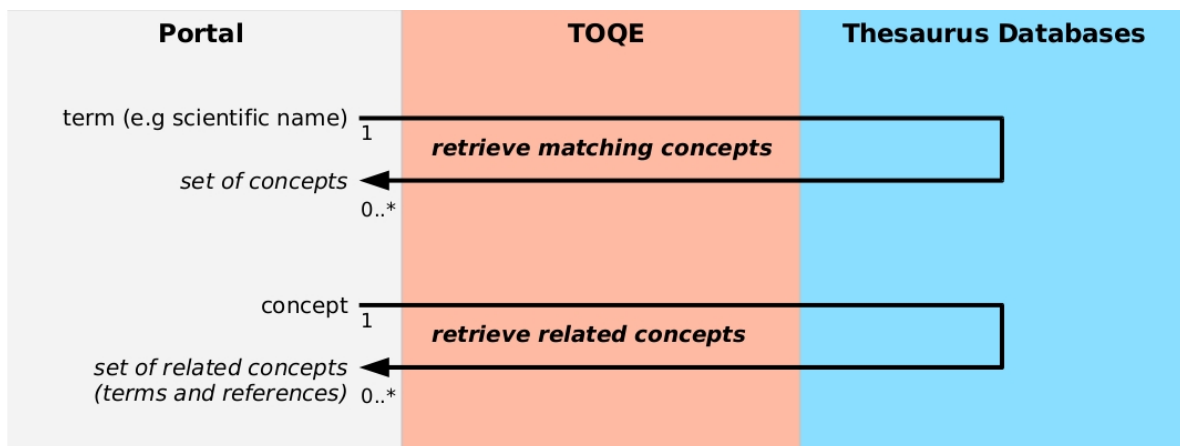 Portal
TOQE
Thesaurus Databases
term (e.g scientific name)
1
retrieve matching concepts
set of concepts
0..*
concept
1
retrieve related concepts
set of related concepts
(terms and references)
0..*